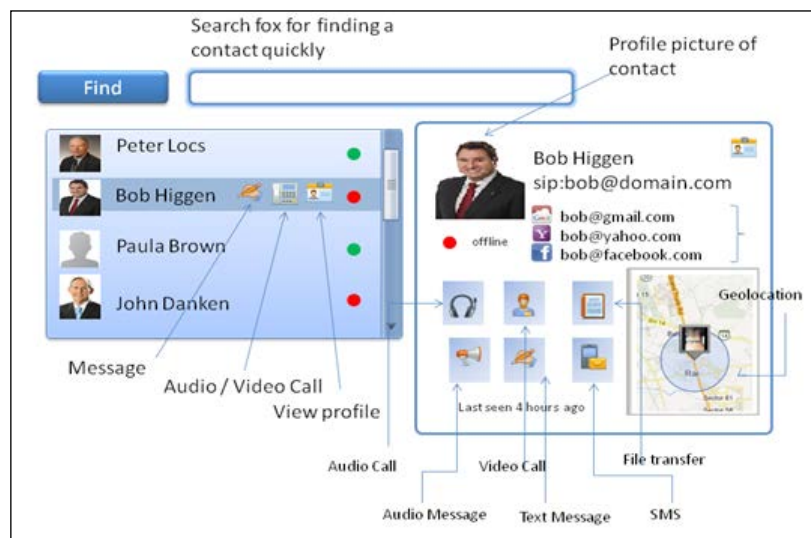 Search fox for finding a
contact quickly
Profile picture of
contact
Find
Peter Locs
Bob Higgen
Paula Brown
John Danken
Bob Higgen
sip:bob@domain.com
offline
bob@gmail.com
bob@yahoo.com
bob@facebook.com
Geolocation
Message
Audio / Video Call
View profile
Last seen 4 hours ago
Audio Call
Video Call
File transfer
Audio Message
Text Message
SMS